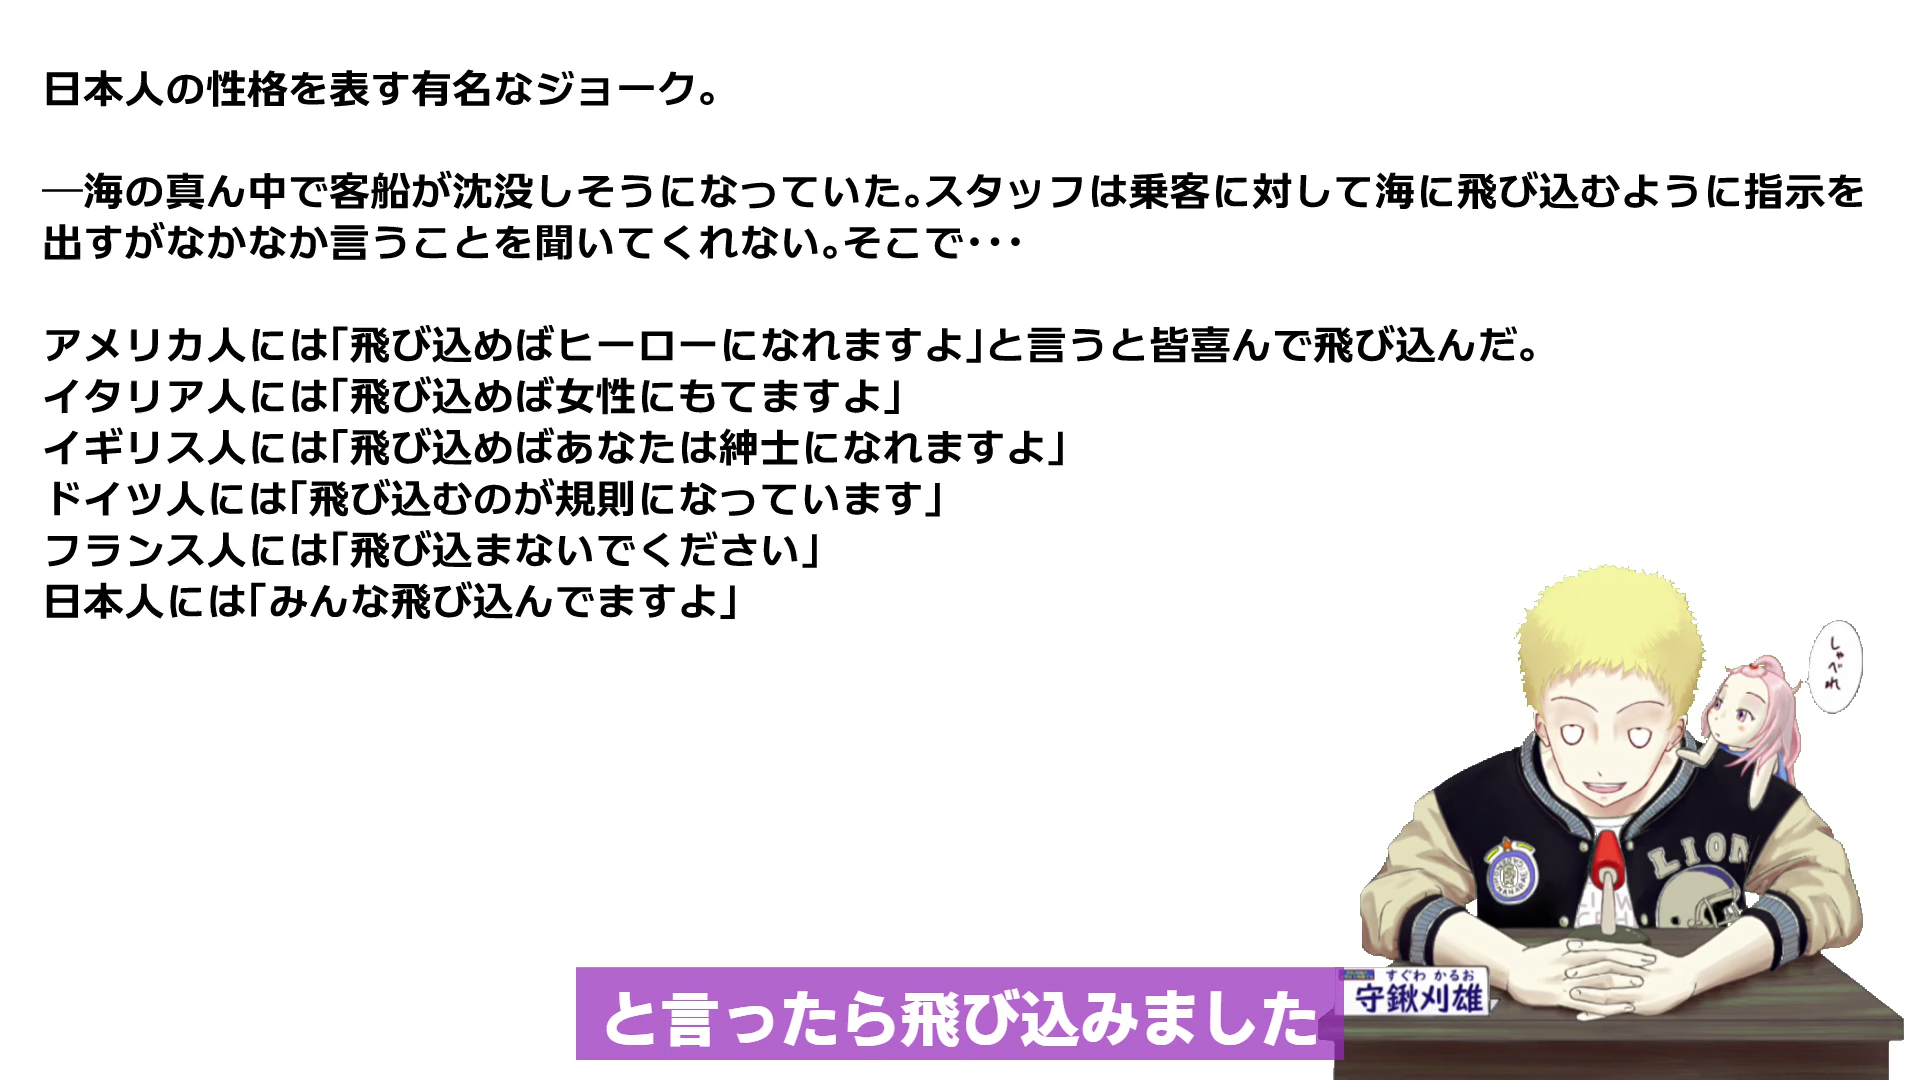 日本人の性格を表す有名なジョーク。
―海の真ん中で客船が沈没しそうになっていた。スタッフは乗客に対して海に飛び込むように指示を
出すがなかなか言うことを聞いてくれない。そこで・・・
アメリカ人には「飛び込めばヒーローになれますよ」と言うと皆喜んで飛び込んだ。
イタリア人には「飛び込めば女性にもてますよ」
イギリス人には「飛び込めばあなたは紳士になれますよ」
ドイツ人には「飛び込むのが規則になっています」
フランス人には「飛び込まないでください」
日本人には「みんな飛び込んでますよ」
しゃべれ
LION
すぐわ かるお
守鍬刈雄
と言ったら飛び込みました